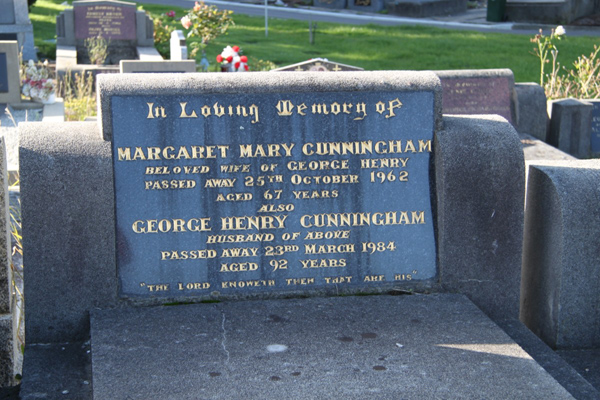 In Loving Memory of
MARGARET MARY CUNNINGHAM
BELOVED WIFE OF GEORGE HENRY
PASSED AWAY 25TH OCTOBER 1962
AGED 67 YEARS
ALSO
GEORGE HENRY CUNNINGHAM
HUSBAND OF ABOVE
PASSED AWAY 23RD MARCH 1984
AGED 92 YEARS
"THE LORD KNOWETH THEM THAT ARE HIS"